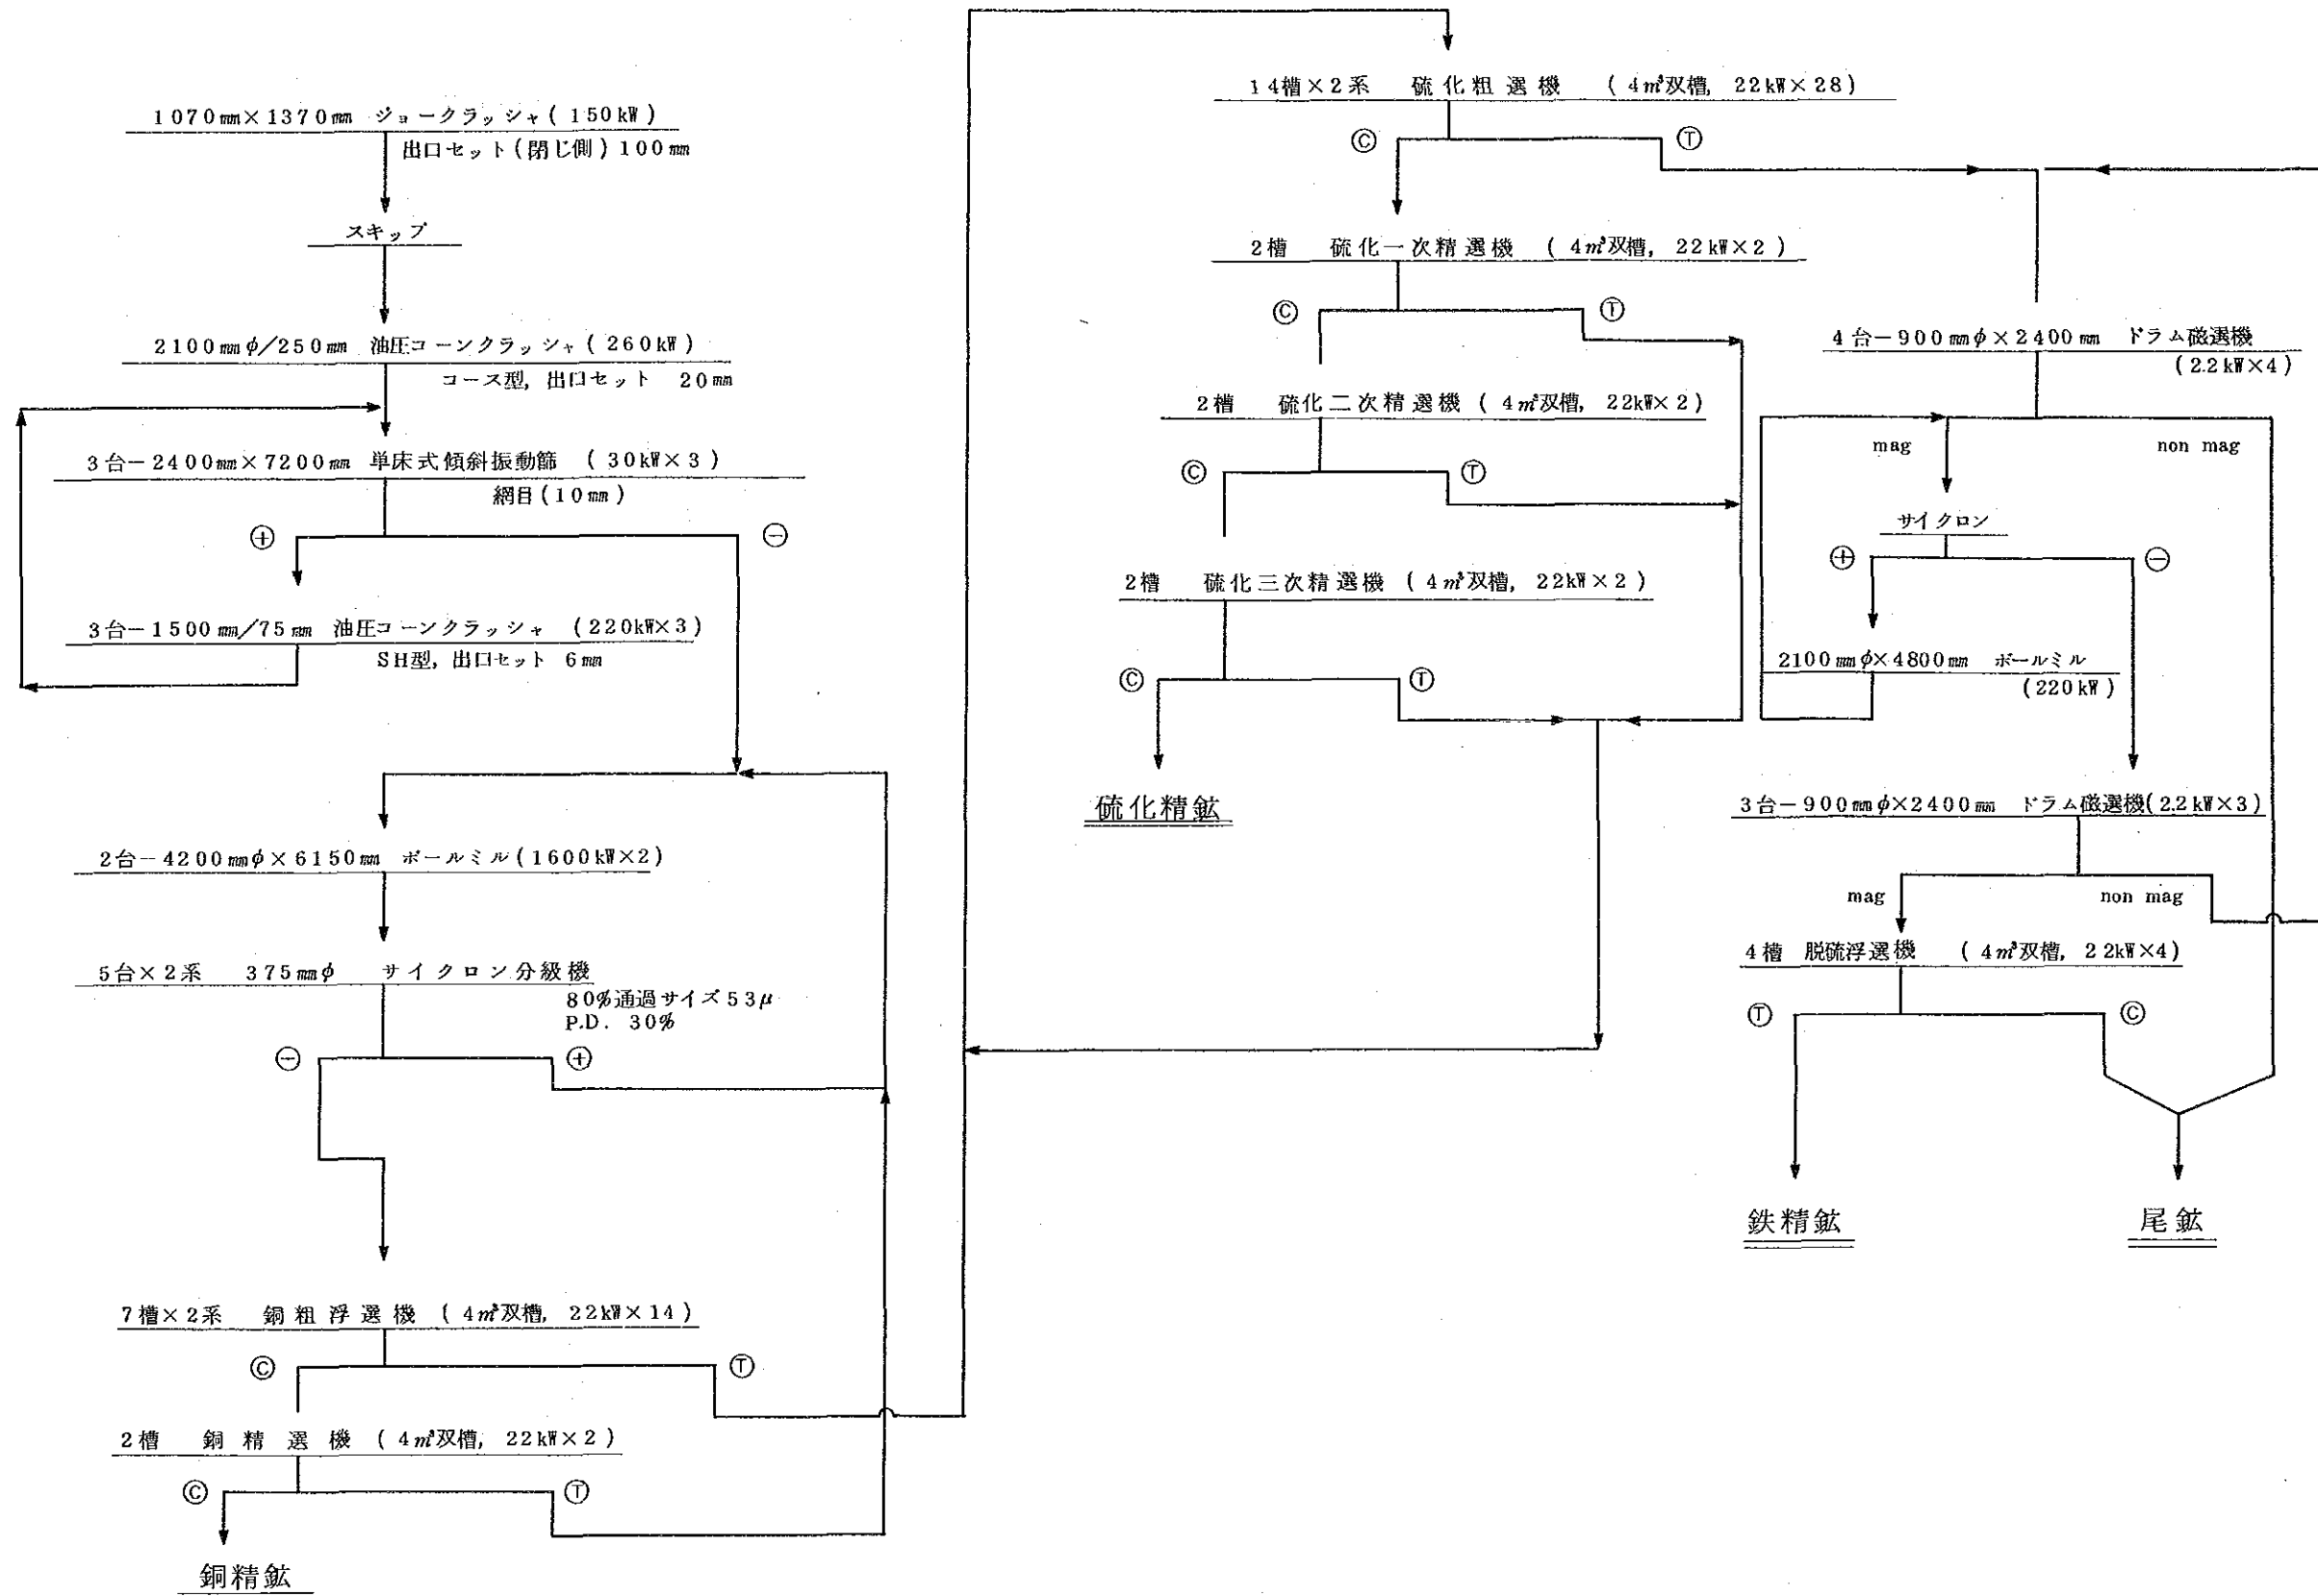 1070㎜×1370㎜ ジョークラッシャ(150kW)
出口セット(閉じ側)100㎜
スキップ
2100㎜φ/250㎜ 油圧コーンクラッシャ(260kW)
コース型, 出口セット 20㎜
3台−2400㎜×7200㎜ 単床式傾斜振動篩 (30kW×3)
網目(10㎜)
⊕ ⊖
3台−1500㎜/75㎜ 油圧コーンクラッシャ (220kW×3)
SH型, 出口セット 6㎜
2台−4200㎜φ×6150㎜ ボールミル(1600kW×2)
5台×2系 375㎜φ サイクロン分級機
80%通過サイズ53μ
P.D. 30%
⊖ ⊕
7槽×2系 銅粗浮選機 (4㎥双槽, 22kW×14)
Ⓒ Ⓣ
2槽 銅精選機 (4㎥双槽, 22kW×2)
Ⓒ Ⓣ
銅精鉱
14槽×2系 硫化粗選機 (4㎥双槽, 22kW×28)
Ⓒ Ⓣ
2槽 硫化一次精選機 (4㎥双槽, 22kW×2)
Ⓒ Ⓣ
2槽 硫化二次精選機 (4㎥双槽, 22kW×2)
Ⓒ Ⓣ
2槽 硫化三次精選機 (4㎥双槽, 22kW×2)
Ⓒ Ⓣ
硫化精鉱
4台−900㎜φ×2400㎜ ドラム磁選機
(2.2kW×4)
mag non mag
サイクロン
⊕ ⊖
2100㎜φ×4800㎜ ボールミル
(220kW)
3台−900㎜φ×2400㎜ ドラム磁選機(2.2kW×3)
mag non mag
4槽 脱硫浮選機 (4㎥双槽, 22kW×4)
Ⓣ Ⓒ
鉄精鉱 尾鉱